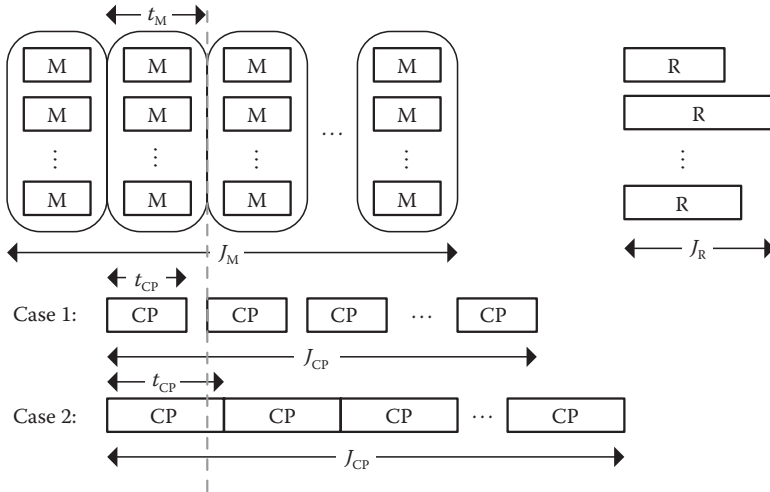 t_M
M M M M R
M M M … M R
⋮ ⋮ ⋮ ⋮ ⋮
M M M M R
J_M J_R
t_CP
Case 1: CP CP CP … CP
J_CP
t_CP
Case 2: CP CP CP … CP
J_CP